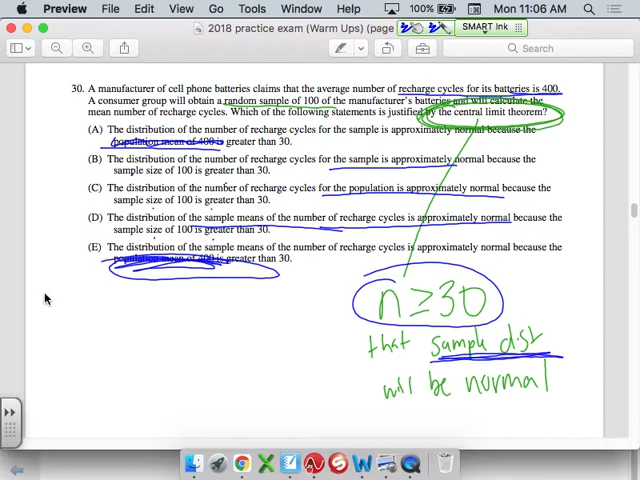 Preview File Edit View Go Tools Window Help 100% Mon 11:06 AM
2018 practice exam (Warm Ups) (page
SMART Ink
Search
30. A manufacturer of cell phone batteries claims that the average number of recharge cycles for its batteries is 400.
A consumer group will obtain a random sample of 100 of the manufacturer's batteries and will calculate the
mean number of recharge cycles. Which of the following statements is justified by the central limit theorem?
(A) The distribution of the number of recharge cycles for the sample is approximately normal because the
population mean of 400 is greater than 30.
(B) The distribution of the number of recharge cycles for the sample is approximately normal because the
sample size of 100 is greater than 30.
(C) The distribution of the number of recharge cycles for the population is approximately normal because the
sample size of 100 is greater than 30.
(D) The distribution of the sample means of the number of recharge cycles is approximately normal because the
sample size of 100 is greater than 30.
(E) The distribution of the sample means of the number of recharge cycles is approximately normal because the
population mean of 400 is greater than 30.
n ≥ 30
that sample dist
will be normal